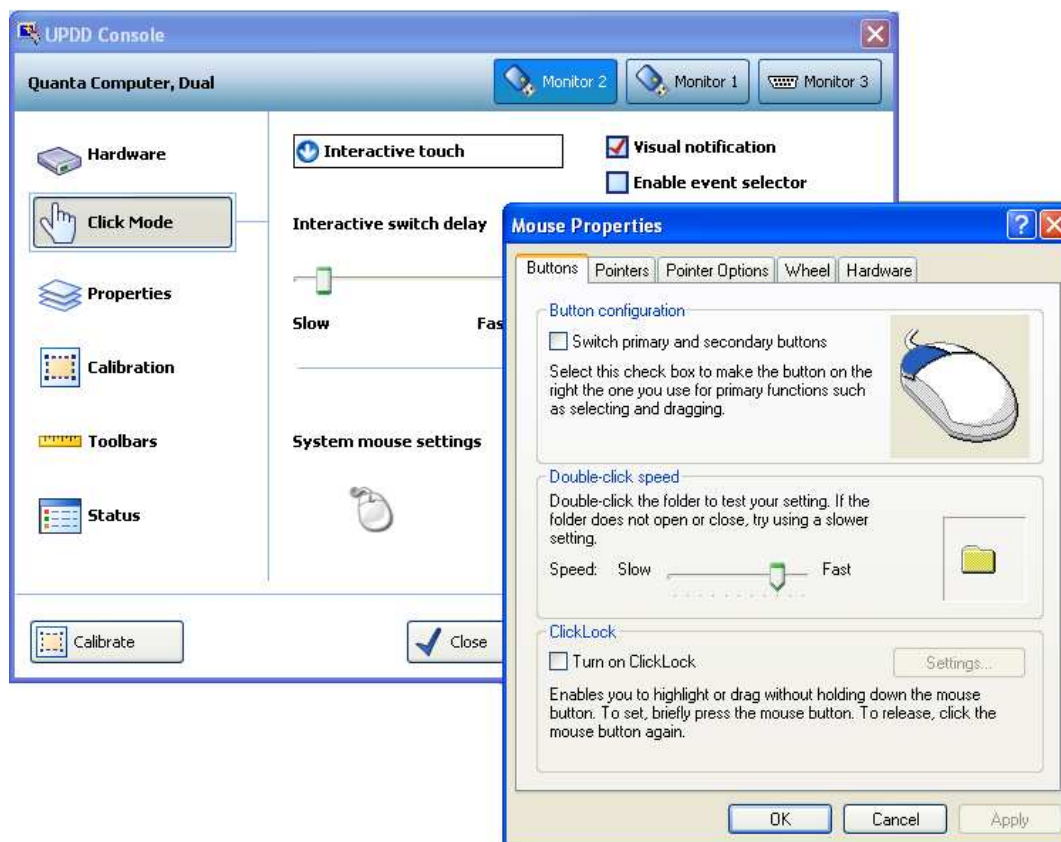 UPDD Console
Quanta Computer, Dual
Monitor 2
Monitor 1
Monitor 3
Hardware
Click Mode
Properties
Calibration
Toolbars
Status
Interactive touch
Visual notification
Enable event selector
Interactive switch delay
Slow
Fas
System mouse settings
Calibrate
Close
Mouse Properties
Buttons
Pointers
Pointer Options
Wheel
Hardware
Button configuration
Switch primary and secondary buttons
Select this check box to make the button on the
right the one you use for primary functions such
as selecting and dragging.
Double-click speed
Double-click the folder to test your setting. If the
folder does not open or close, try using a slower
setting.
Speed: Slow Fast
ClickLock
Turn on ClickLock
Settings...
Enables you to highlight or drag without holding down the mouse
button. To set, briefly press the mouse button. To release, click the
mouse button again.
OK
Cancel
Apply